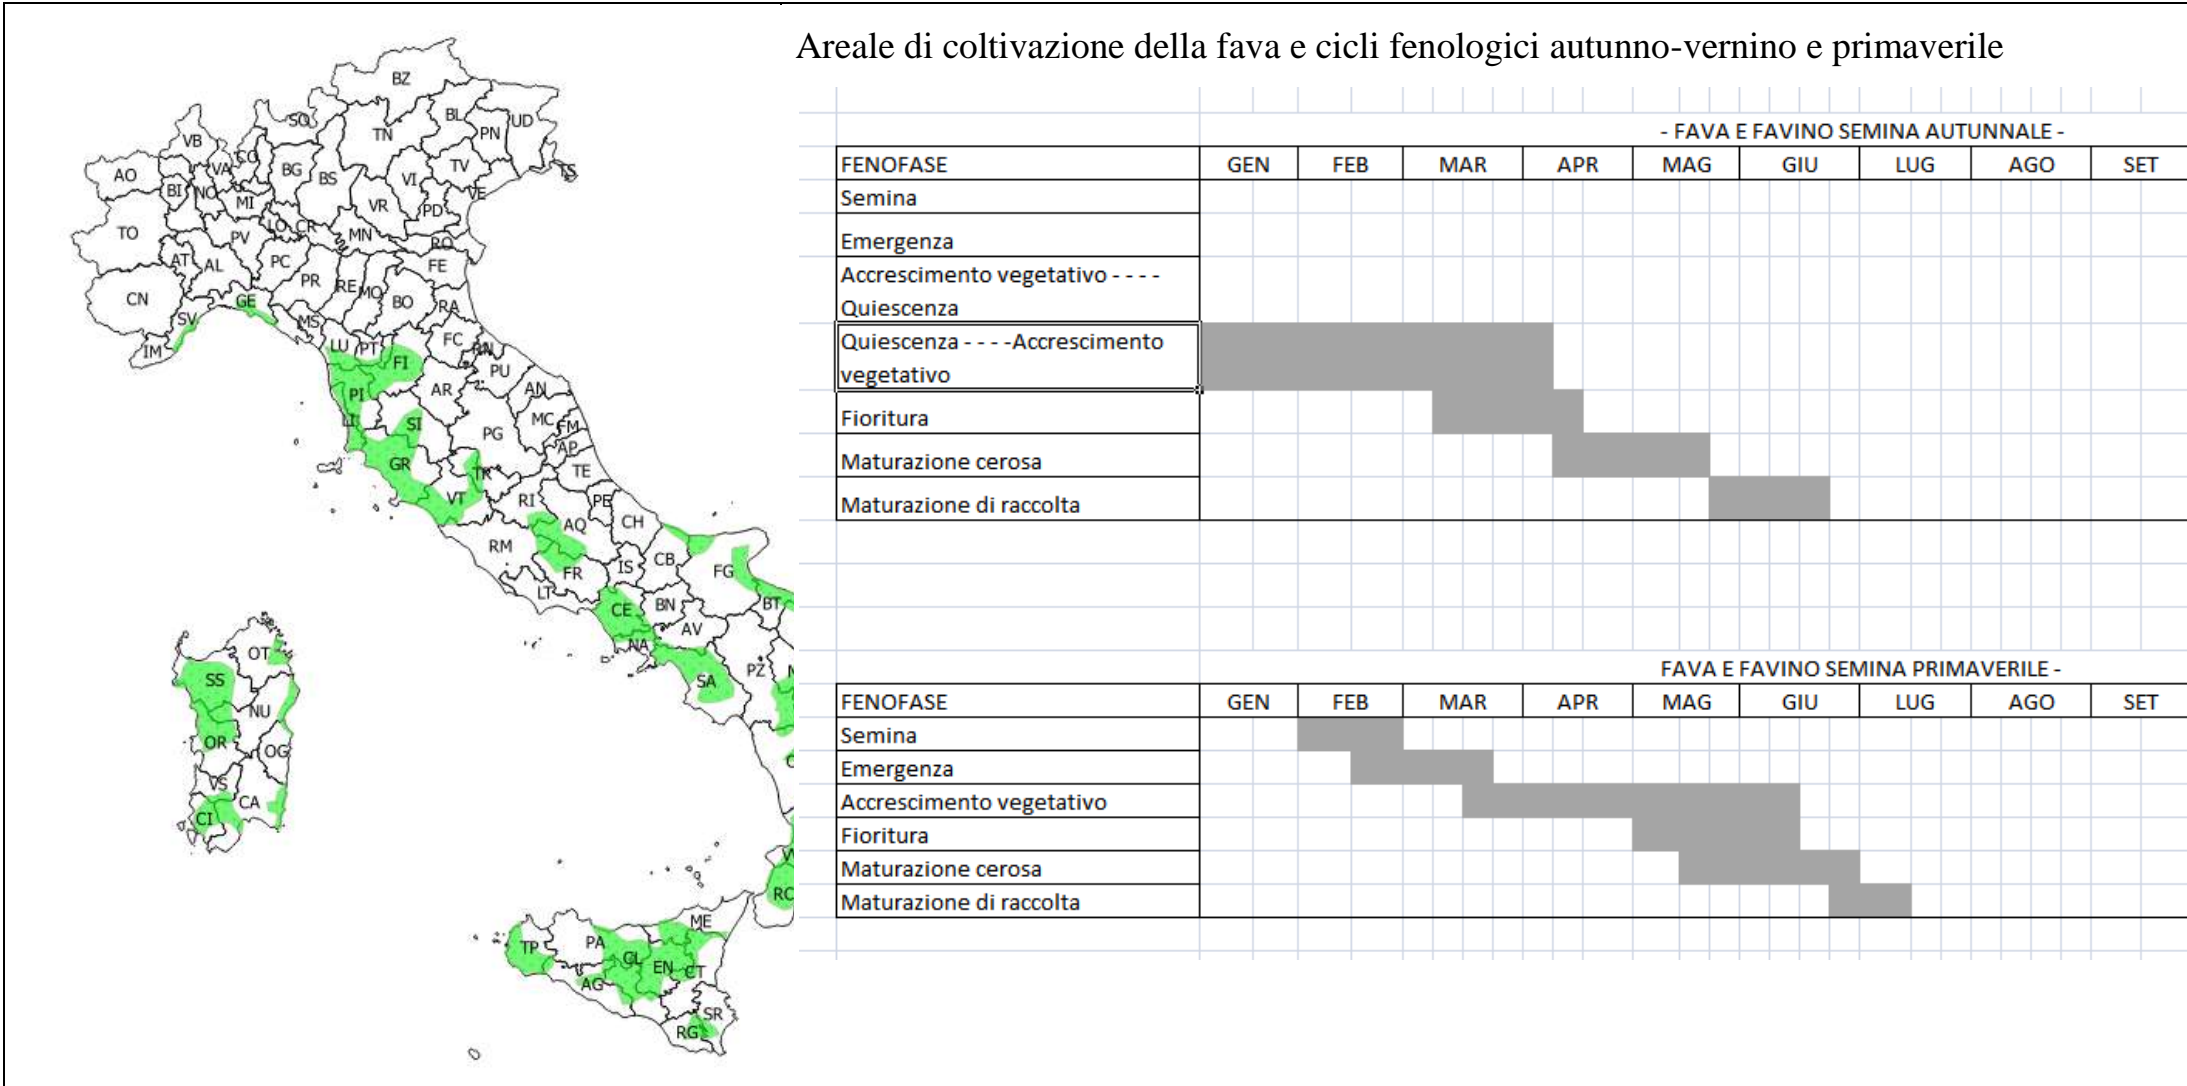 Areale di coltivazione della fava e cicli fenologici autunno-vernino e primaverile
BZ
SO
TN
BL
PN
UD
VB
VA
CO
BG
BS
VI
TV
TS
AO
BI
NO
MI
VR
PD
VE
TO
PV
LO
CR
MN
RO
AT
AL
PC
PR
RE
MO
FE
CN
GE
BO
RA
SV
MS
FC
RN
IM
LU
PT
FI
PU
PI
AR
AN
LI
SI
PG
MC
FM
AP
GR
TR
TE
VT
RI
PE
AQ
CH
RM
FR
IS
CB
FG
LT
CE
BN
BT
NA
AV
SA
PZ
OT
SS
NU
OR
OG
VS
CA
CI
RC
ME
TP
PA
CL
EN
CT
AG
SR
RG
- FAVA E FAVINO SEMINA AUTUNNALE -
FENOFASE GEN FEB MAR APR MAG GIU LUG AGO SET
Semina
Emergenza
Accrescimento vegetativo - - - -
Quiescenza
Quiescenza - - - -Accrescimento
vegetativo
Fioritura
Maturazione cerosa
Maturazione di raccolta
FAVA E FAVINO SEMINA PRIMAVERILE -
FENOFASE GEN FEB MAR APR MAG GIU LUG AGO SET
Semina
Emergenza
Accrescimento vegetativo
Fioritura
Maturazione cerosa
Maturazione di raccolta